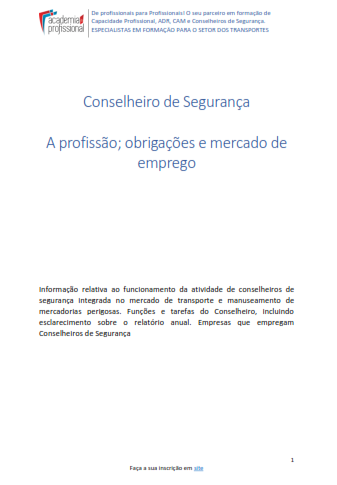 academia
profissional
De profissionais para Profissionais! O seu parceiro em formação de
Capacidade Profissional, ADR, CAM e Conselheiros de Segurança.
ESPECIALISTAS EM FORMAÇÃO PARA O SETOR DOS TRANSPORTES
Conselheiro de Segurança
A profissão; obrigações e mercado de
emprego
Informação relativa ao funcionamento da atividade de conselheiros de
segurança integrada no mercado de transporte e manuseamento de
mercadorias perigosas. Funções e tarefas do Conselheiro, incluindo
esclarecimento sobre o relatório anual. Empresas que empregam
Conselheiros de Segurança
1
Faça a sua inscrição em site